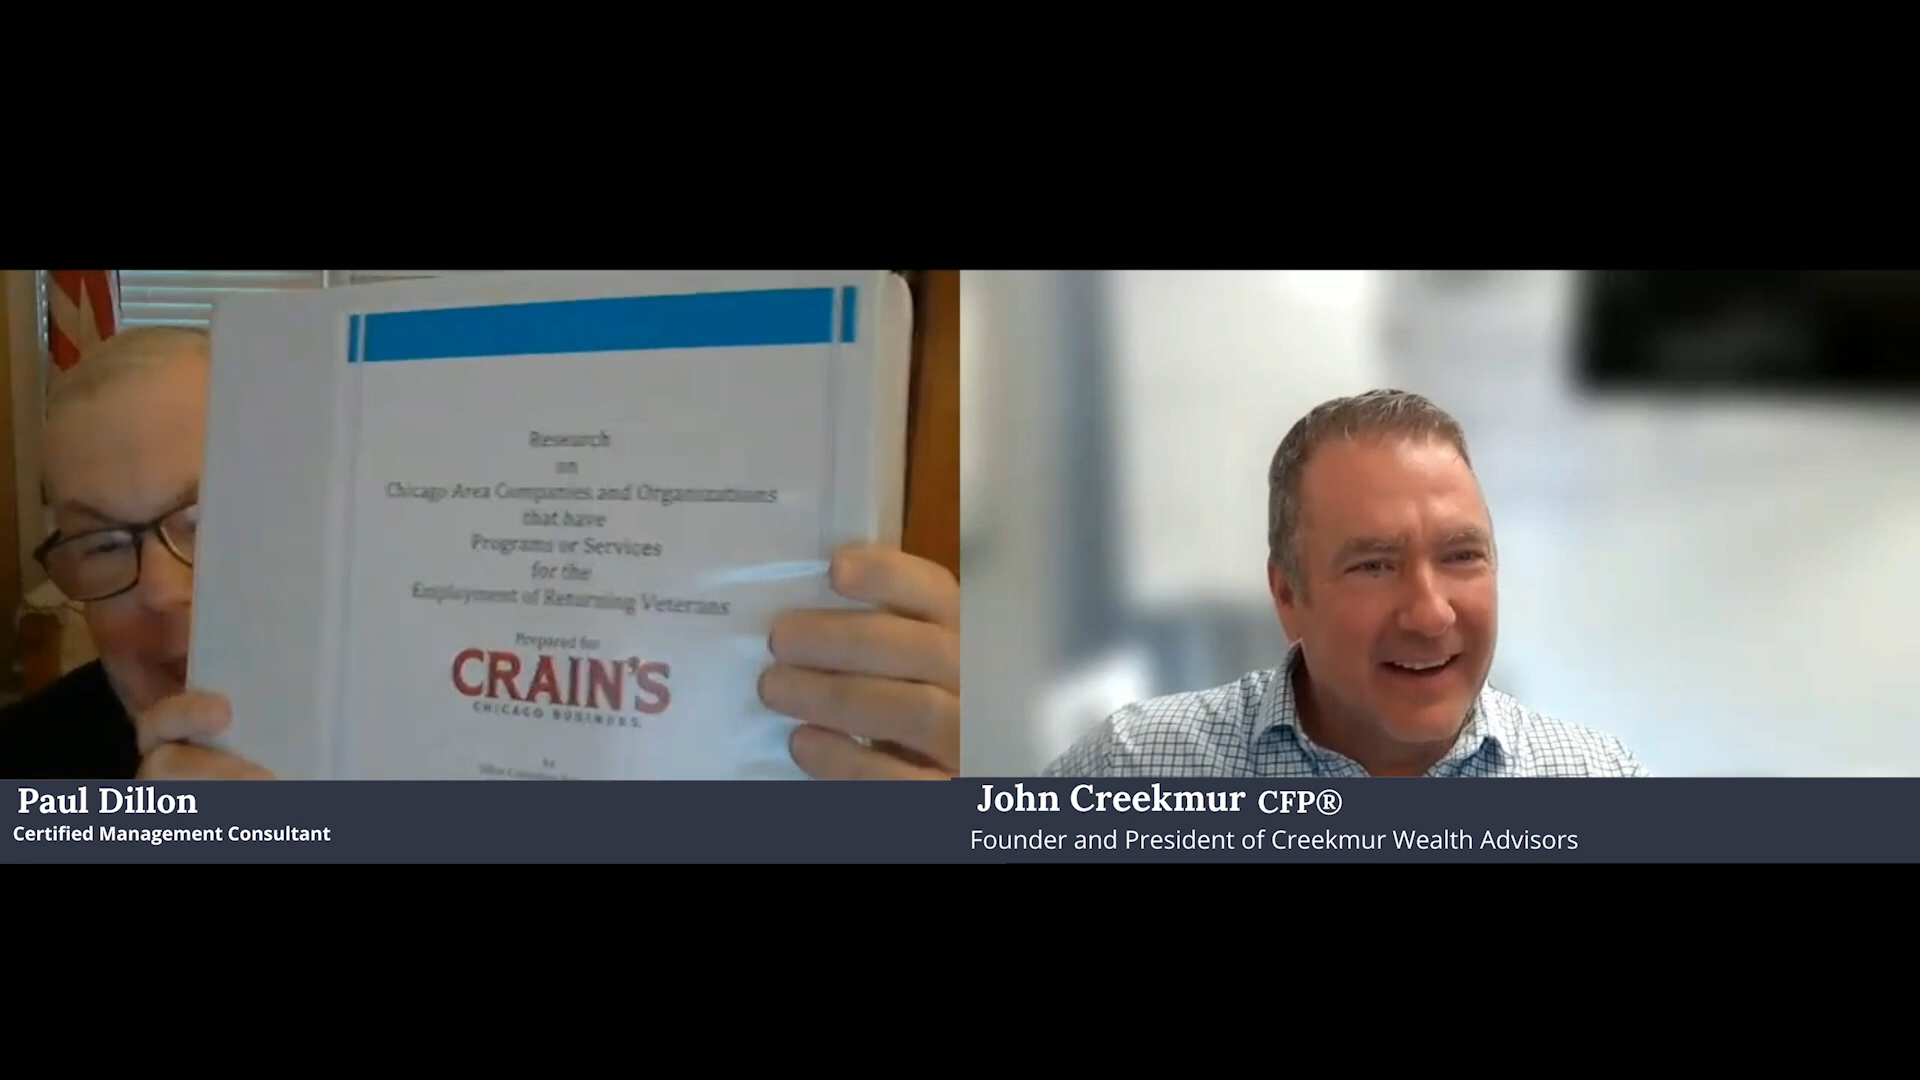 Research
on
Chicago Area Companies and Organizations
that have
Programs or Services
for the
Employment of Returning Veterans
Prepared for
CRAIN'S
CHICAGO BUSINESS.
by
Paul Dillon
Certified Management Consultant
John Creekmur CFP®
Founder and President of Creekmur Wealth Advisors